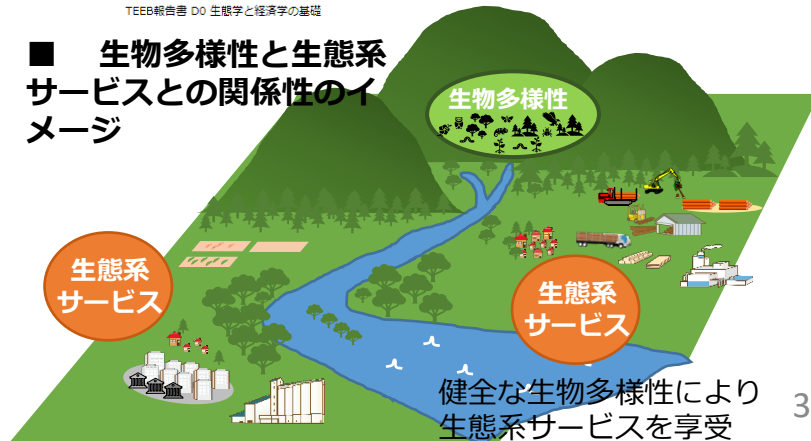 TEEB報告書 D0 生態学と経済学の基礎
■ 生物多様性と生態系
サービスとの関係性のイ
メージ
生物多様性
生態系
サービス
生態系
サービス
健全な生物多様性により
生態系サービスを享受
3